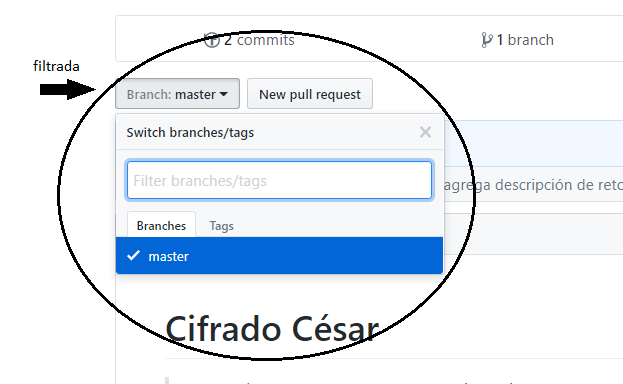 2 commits
1 branch
filtrada
Branch: master
New pull request
Switch branches/tags
Filter branches/tags
agrega descripción de reto
Branches
Tags
master
Cifrado César